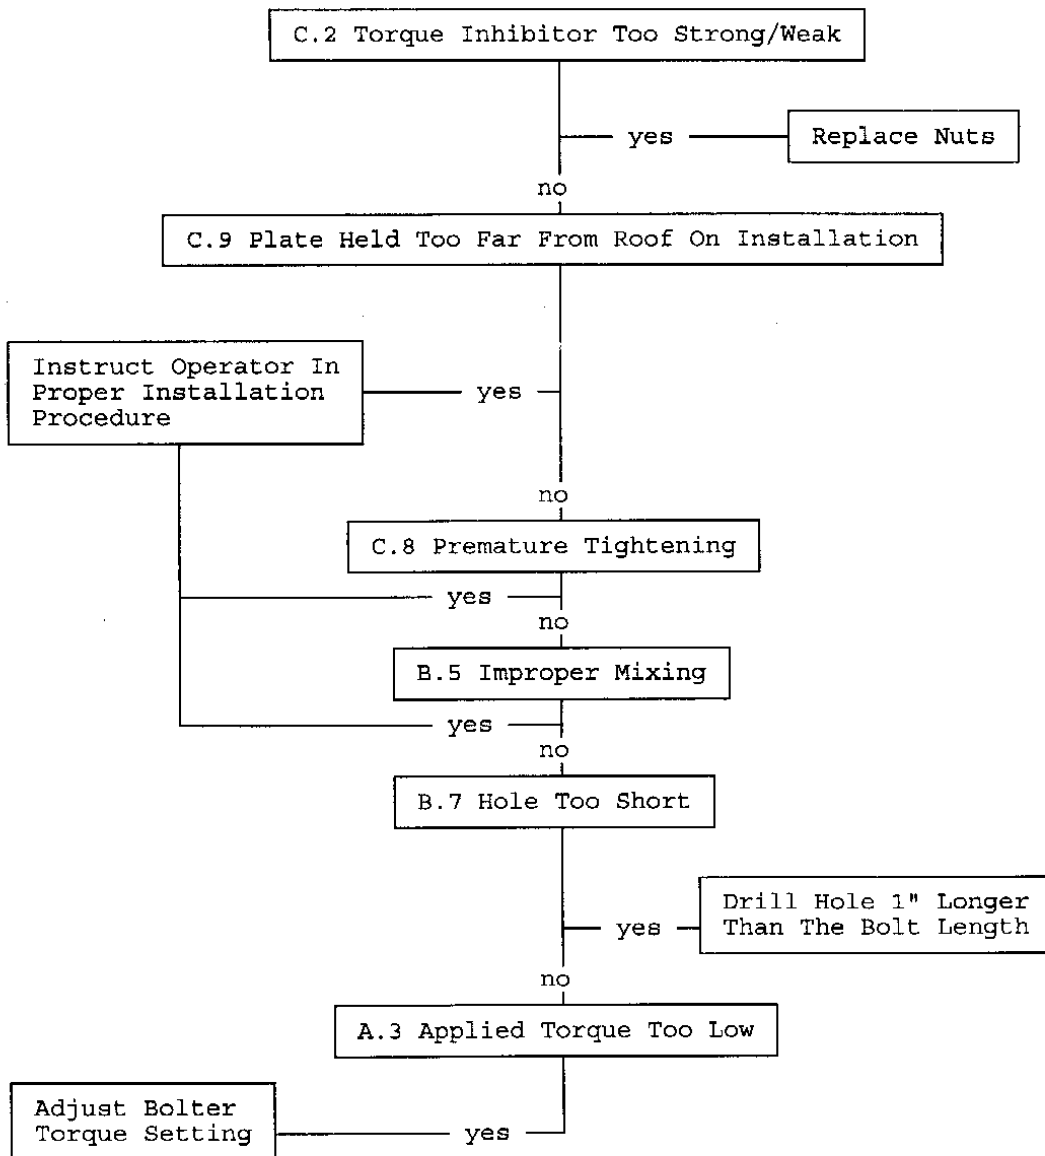 C.2 Torque Inhibitor Too Strong/Weak
yes
Replace Nuts
no
C.9 Plate Held Too Far From Roof On Installation
Instruct Operator In
Proper Installation
Procedure
yes
no
C.8 Premature Tightening
yes
no
B.5 Improper Mixing
yes
no
B.7 Hole Too Short
Drill Hole 1" Longer
Than The Bolt Length
yes
no
A.3 Applied Torque Too Low
Adjust Bolter
Torque Setting
yes